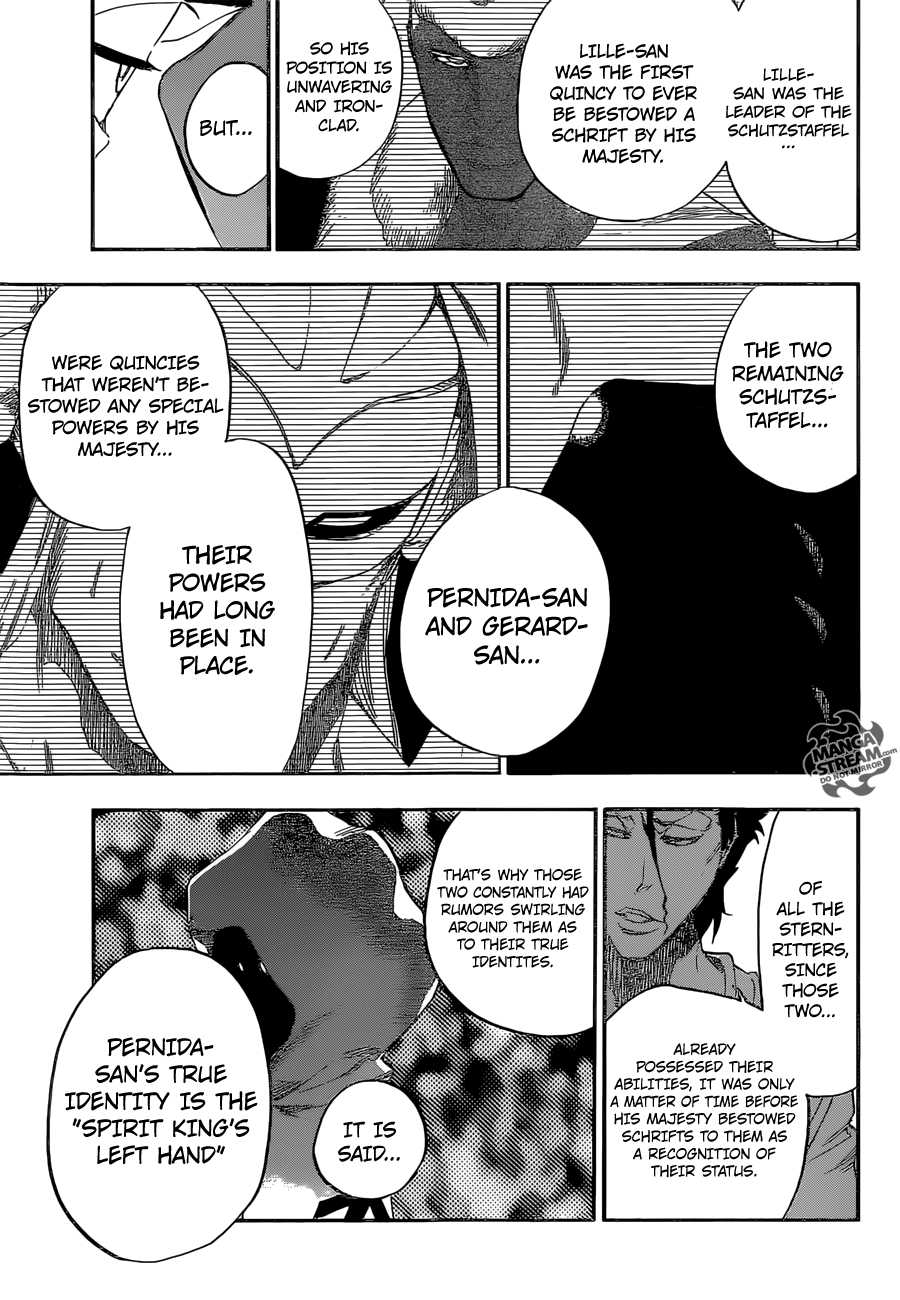 LILLE-
SAN WAS THE
LEADER OF THE
SCHUTZSTAFFEL
...
LILLE-SAN
WAS THE FIRST
QUINCY TO EVER
BE BESTOWED
A SCHRIFT BY HIS
MAJESTY.
SO HIS
POSITION IS
UNWAVERING
AND IRON-
CLAD.
BUT...
THE TWO
REMAINING
SCHUTZS-
TAFFEL...
PERNIDA-SAN
AND GERARD-
SAN...
WERE QUINCIES
THAT WEREN'T BE-
STOWED ANY SPECIAL
POWERS BY HIS
MAJESTY...
THEIR
POWERS
HAD LONG
BEEN IN
PLACE.
MANGA
-STREAM.COM
DO NOT MIRROR
OF
ALL THE
STERN-
RITTERS,
SINCE
THOSE
TWO...
ALREADY
POSSESSED THEIR
ABILITIES, IT WAS ONLY
A MATTER OF TIME BEFORE
HIS MAJESTY BESTOWED
SCHRIFTS TO THEM AS
A RECOGNITION OF
THEIR STATUS.
THAT'S WHY THOSE
TWO CONSTANTLY HAD
RUMORS SWIRLING
AROUND THEM AS
TO THEIR TRUE
IDENTITES.
IT IS
SAID...
PERNIDA-
SAN'S TRUE
IDENTITY IS THE
"SPIRIT KING'S
LEFT HAND"